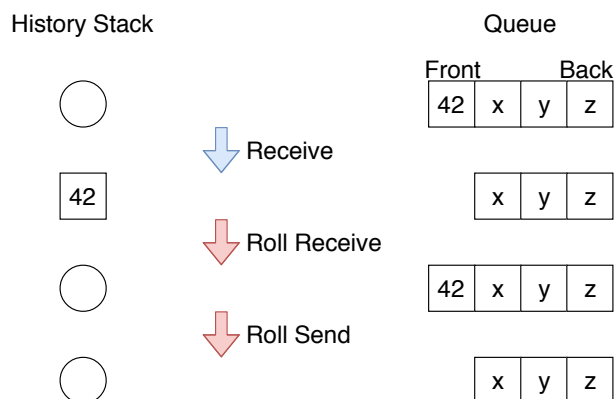 History Stack Queue
Front Back
42 x y z
Receive
42 x y z
Roll Receive
42 x y z
Roll Send
x y z